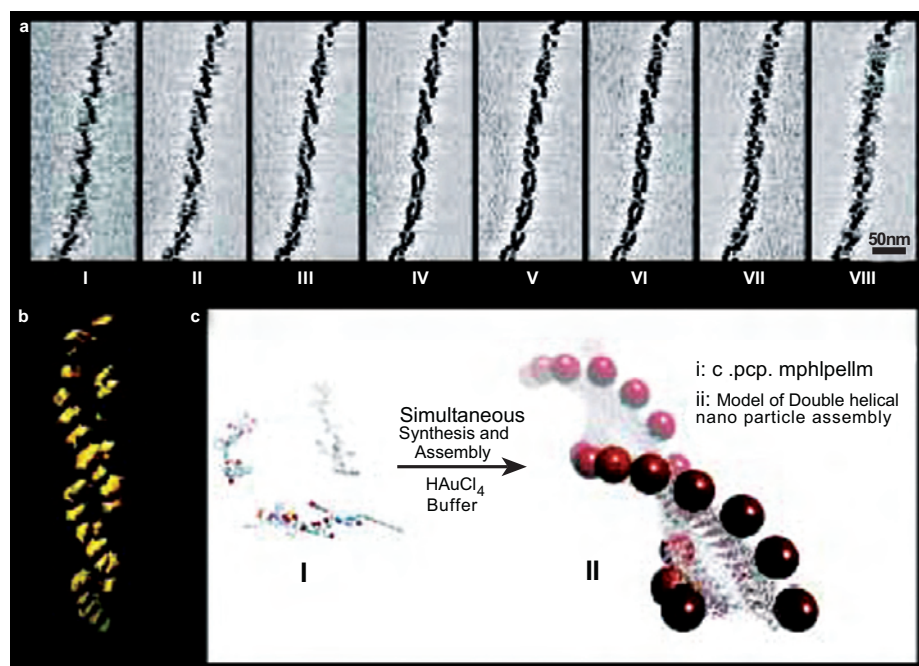 a
50nm
I II III IV V VI VII VIII
b
c
i: c .pcp. mphlpellm
ii: Model of Double helical
nano particle assembly
Simultaneous
Synthesis and
Assembly
HAuCl4
Buffer
I
II